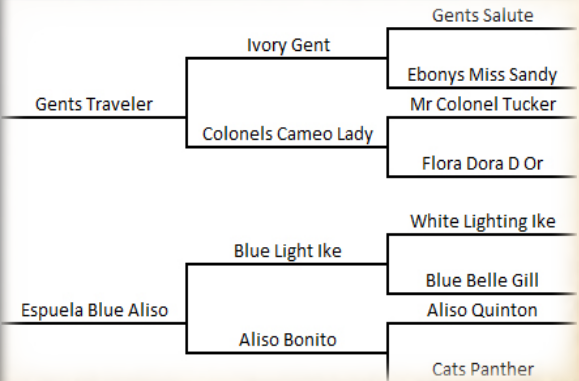 Gents Salute
Ivory Gent
Ebonys Miss Sandy
Gents Traveler
Mr Colonel Tucker
Colonels Cameo Lady
Flora Dora D Or
White Lighting Ike
Blue Light Ike
Blue Belle Gill
Espuela Blue Aliso
Aliso Quinton
Aliso Bonito
Cats Panther